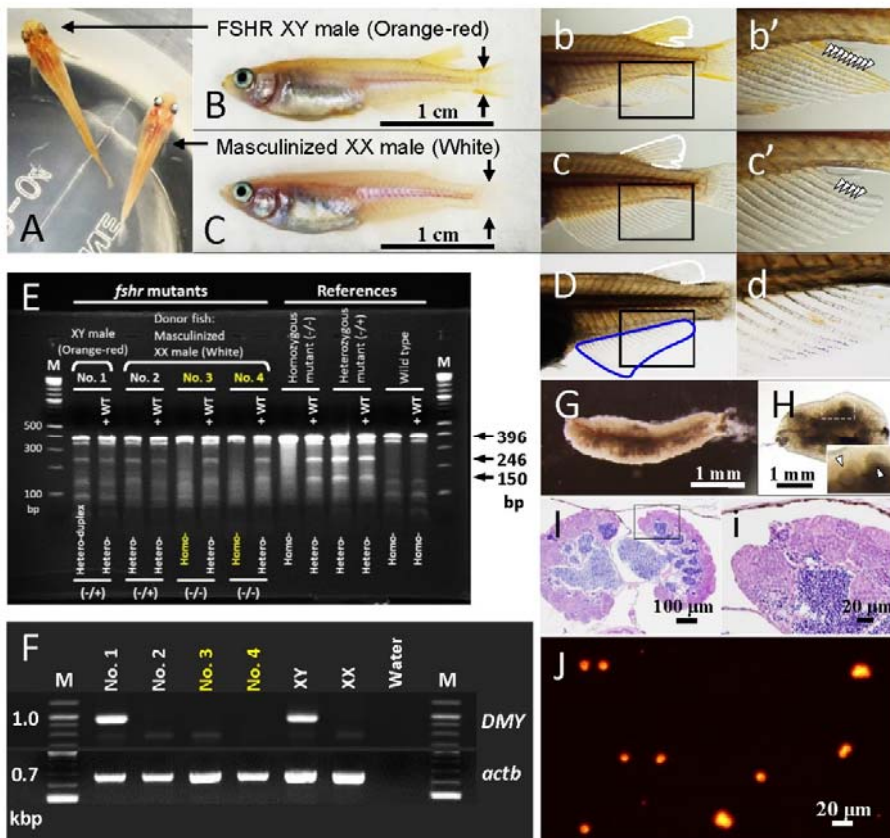 FSHR XY male (Orange-red)
B
1 cm
Masculinized XX male (White)
A
C
1 cm
b
b’
c
c’
D
d
E
fshr mutants
References
XY male
(Orange-red)
Donor fish:
Masculinized
XX male (White)
Homozygous
mutant (-/-)
Heterozygous
mutant (-/+)
Wild type
M
No. 1
No. 2
No. 3
No. 4
M
+ WT
+ WT
+ WT
+ WT
+ WT
+ WT
500
300
100
bp
396
246
150
bp
Hetero-duplex
Hetero-
Hetero-
Hetero-
Homo-
Hetero-
Homo-
Hetero-
Homo-
Hetero-
Hetero-
Hetero-
Homo-
Homo-
(-/+)
(-/+)
(-/-)
(-/-)
G
1 mm
H
1 mm
I
100 µm
i
20 µm
F
M
No. 1
No. 2
No. 3
No. 4
XY
XX
Water
M
1.0
DMY
0.7
actb
kbp
J
20 µm